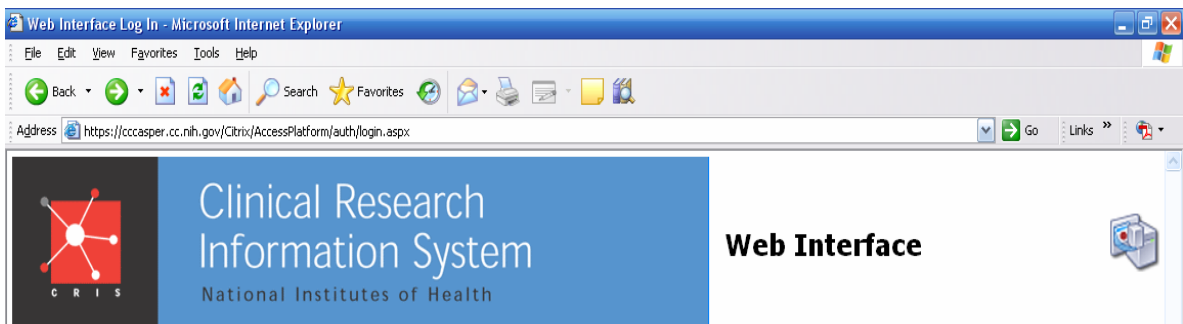 Web Interface Log In - Microsoft Internet Explorer
File Edit View Favorites Tools Help
Back Search Favorites
Address https://cccasper.cc.nih.gov/Citrix/AccessPlatform/auth/login.aspx Go Links »
Clinical Research
Information System
Web Interface
National Institutes of Health
C R I S